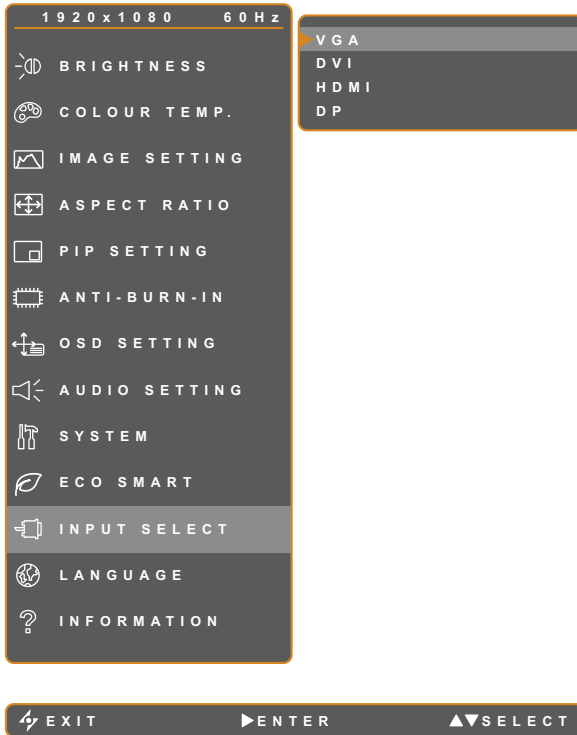 1920x1080 60Hz
BRIGHTNESS
COLOUR TEMP.
IMAGE SETTING
ASPECT RATIO
PIP SETTING
ANTI-BURN-IN
OSD SETTING
AUDIO SETTING
SYSTEM
ECO SMART
INPUT SELECT
LANGUAGE
INFORMATION
VGA
DVI
HDMI
DP
EXIT ▶ENTER ▲▼SELECT